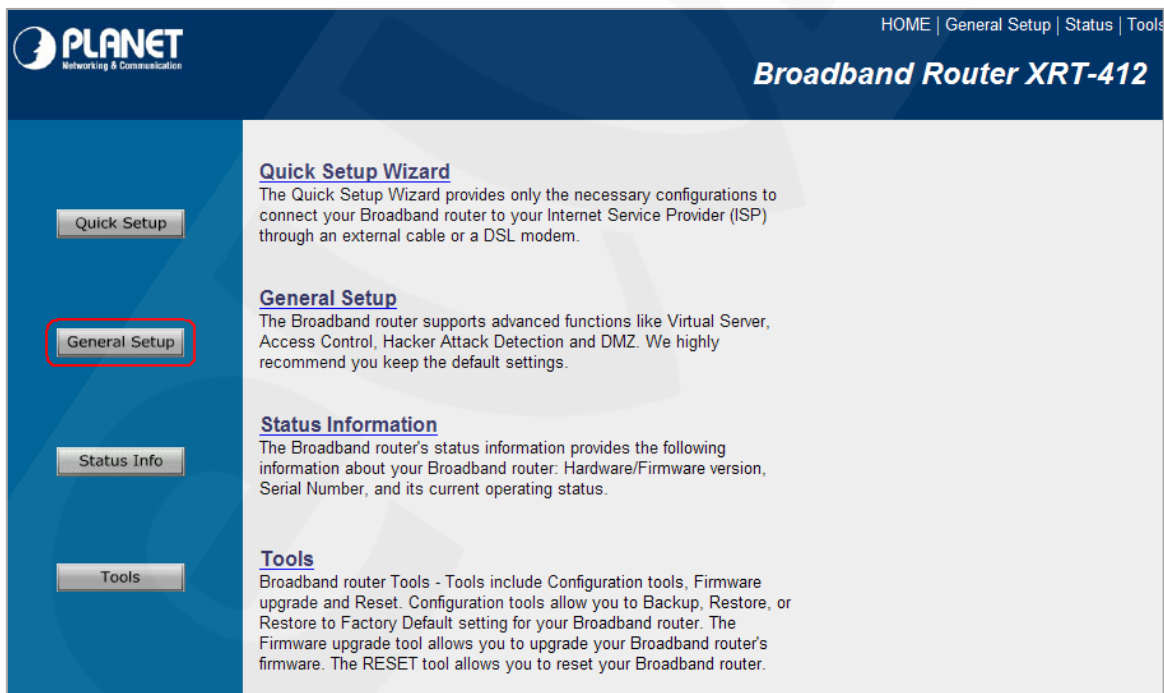 PLANET
Networking & Communication
HOME | General Setup | Status | Tools
Broadband Router XRT-412
Quick Setup
Quick Setup Wizard
The Quick Setup Wizard provides only the necessary configurations to
connect your Broadband router to your Internet Service Provider (ISP)
through an external cable or a DSL modem.
General Setup
General Setup
The Broadband router supports advanced functions like Virtual Server,
Access Control, Hacker Attack Detection and DMZ. We highly
recommend you keep the default settings.
Status Info
Status Information
The Broadband router's status information provides the following
information about your Broadband router: Hardware/Firmware version,
Serial Number, and its current operating status.
Tools
Tools
Broadband router Tools - Tools include Configuration tools, Firmware
upgrade and Reset. Configuration tools allow you to Backup, Restore, or
Restore to Factory Default setting for your Broadband router. The
Firmware upgrade tool allows you to upgrade your Broadband router's
firmware. The RESET tool allows you to reset your Broadband router.